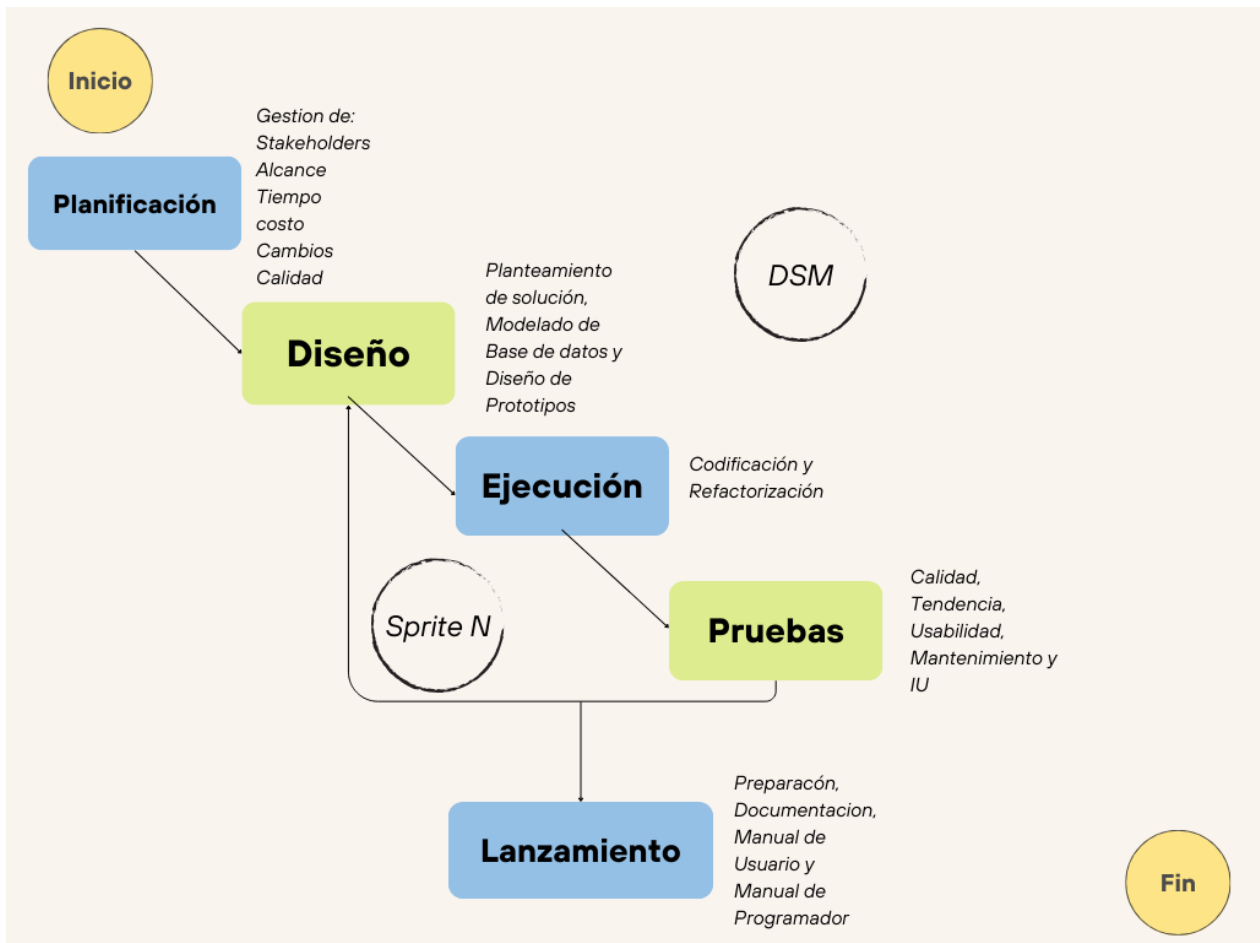 Inicio
Planificación
Gestion de:
Stakeholders
Alcance
Tiempo
costo
Cambios
Calidad
Diseño
Planteamiento
de solución,
Modelado de
Base de datos y
Diseño de
Prototipos
DSM
Ejecución
Codificación y
Refactorización
Sprite N
Pruebas
Calidad,
Tendencia,
Usabilidad,
Mantenimiento y
IU
Lanzamiento
Preparacón,
Documentacion,
Manual de
Usuario y
Manual de
Programador
Fin